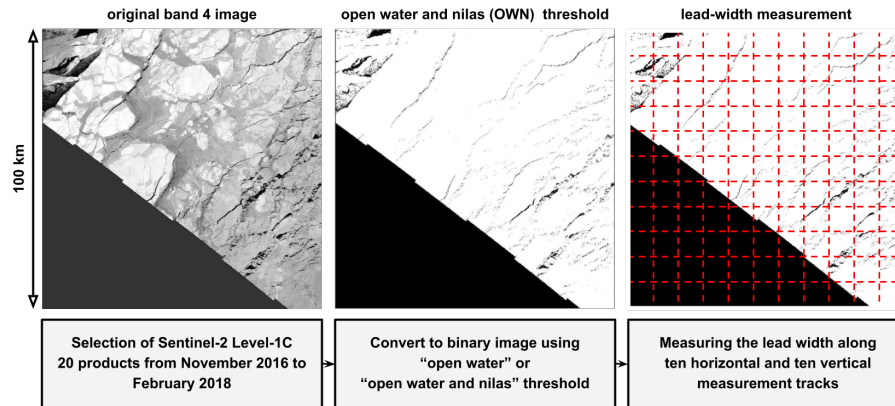 original band 4 image
open water and nilas (OWN) threshold
lead-width measurement
100 km
Selection of Sentinel-2 Level-1C
20 products from November 2016 to
February 2018
Convert to binary image using
“open water” or
“open water and nilas” threshold
Measuring the lead width along
ten horizontal and ten vertical
measurement tracks